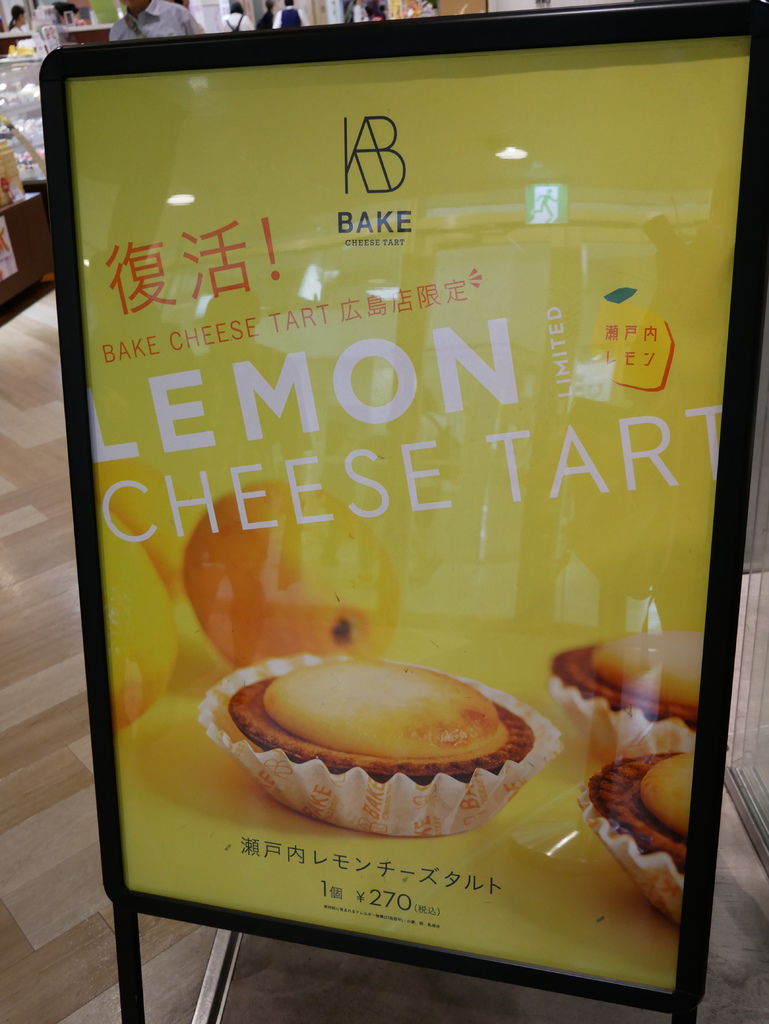 BAKE
CHEESE TART
復活!
BAKE CHEESE TART 広島店限定
LEMON
LIMITED
瀬戸内
レモン
CHEESE TART
瀬戸内レモンチーズタルト
1個 ¥270(税込)